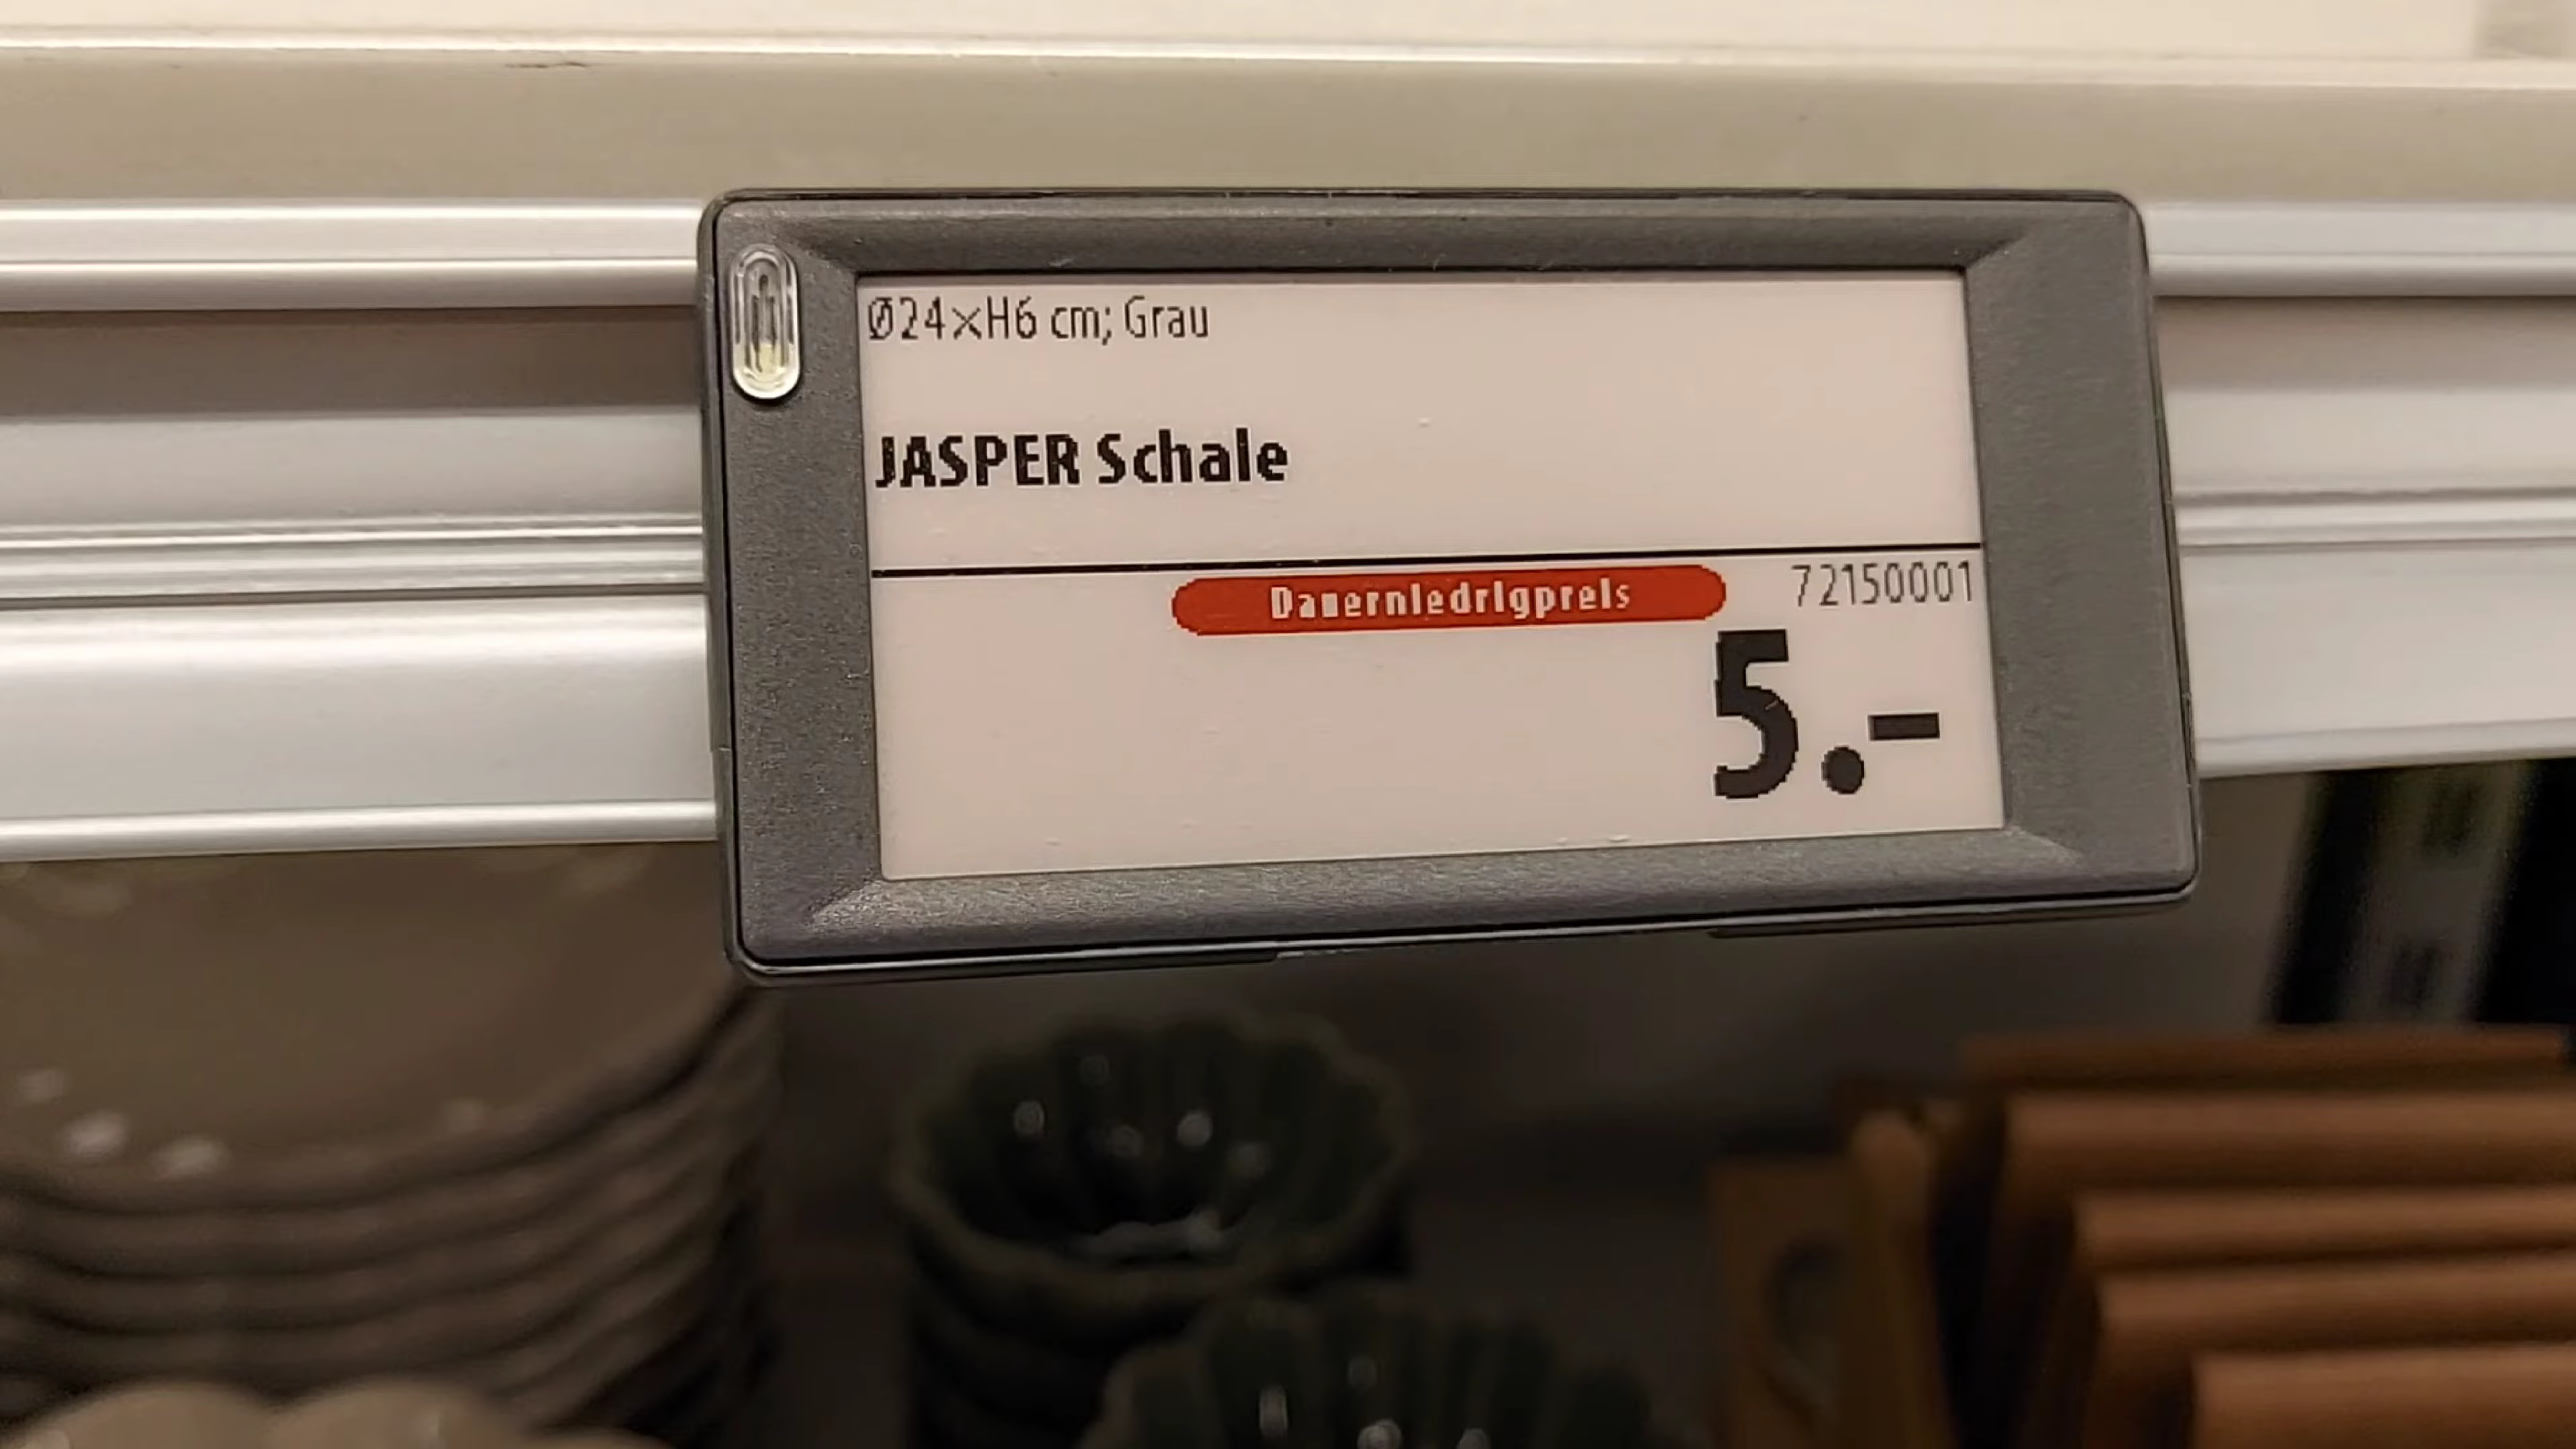 Ø24×H6 cm; Grau
JASPER Schale
Dauerniedrigpreis
72150001
5.-